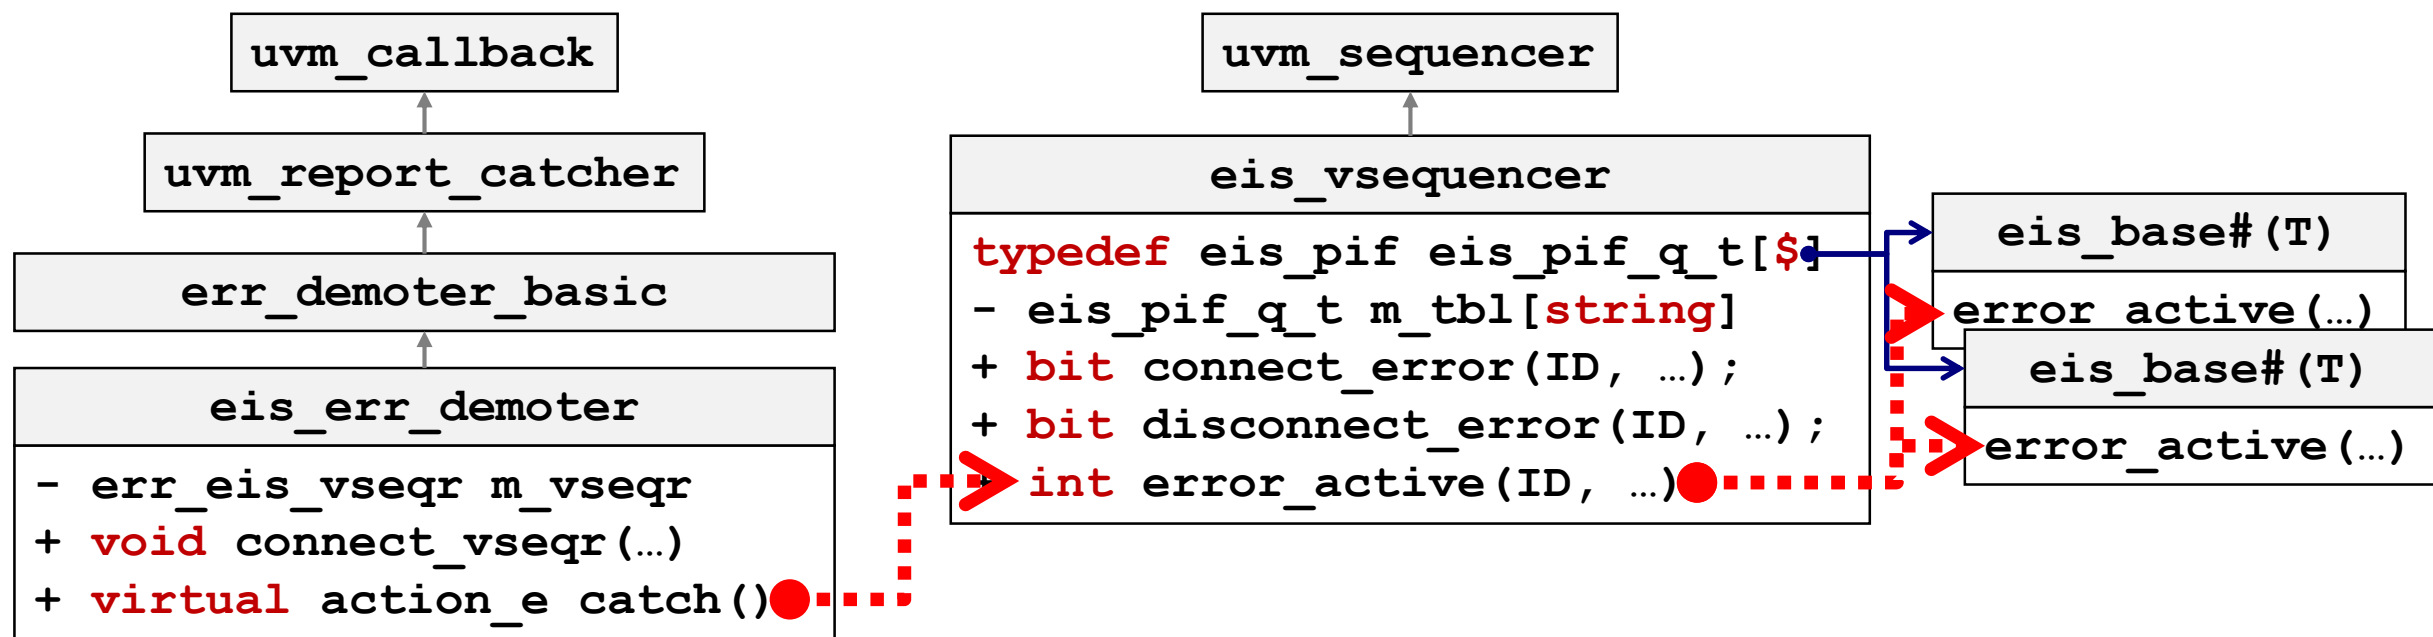 uvm_callback
uvm_report_catcher
err_demoter_basic
eis_err_demoter
- err_eis_vseqr m_vseqr
+ void connect_vseqr(…)
+ virtual action_e catch()
uvm_sequencer
eis_vsequencer
typedef eis_pif eis_pif_q_t[$]
- eis_pif_q_t m_tbl[string]
+ bit connect_error(ID, …);
+ bit disconnect_error(ID, …);
+ int error_active(ID, …)
eis_base#(T)
error_active(…)
eis_base#(T)
error_active(…)